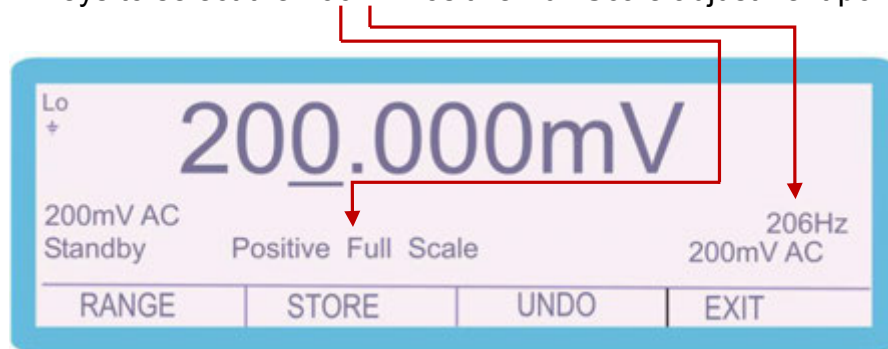 Lo
200.000mV
200mV AC
206Hz
Standby Positive Full Scale 200mV AC
RANGE STORE UNDO EXIT